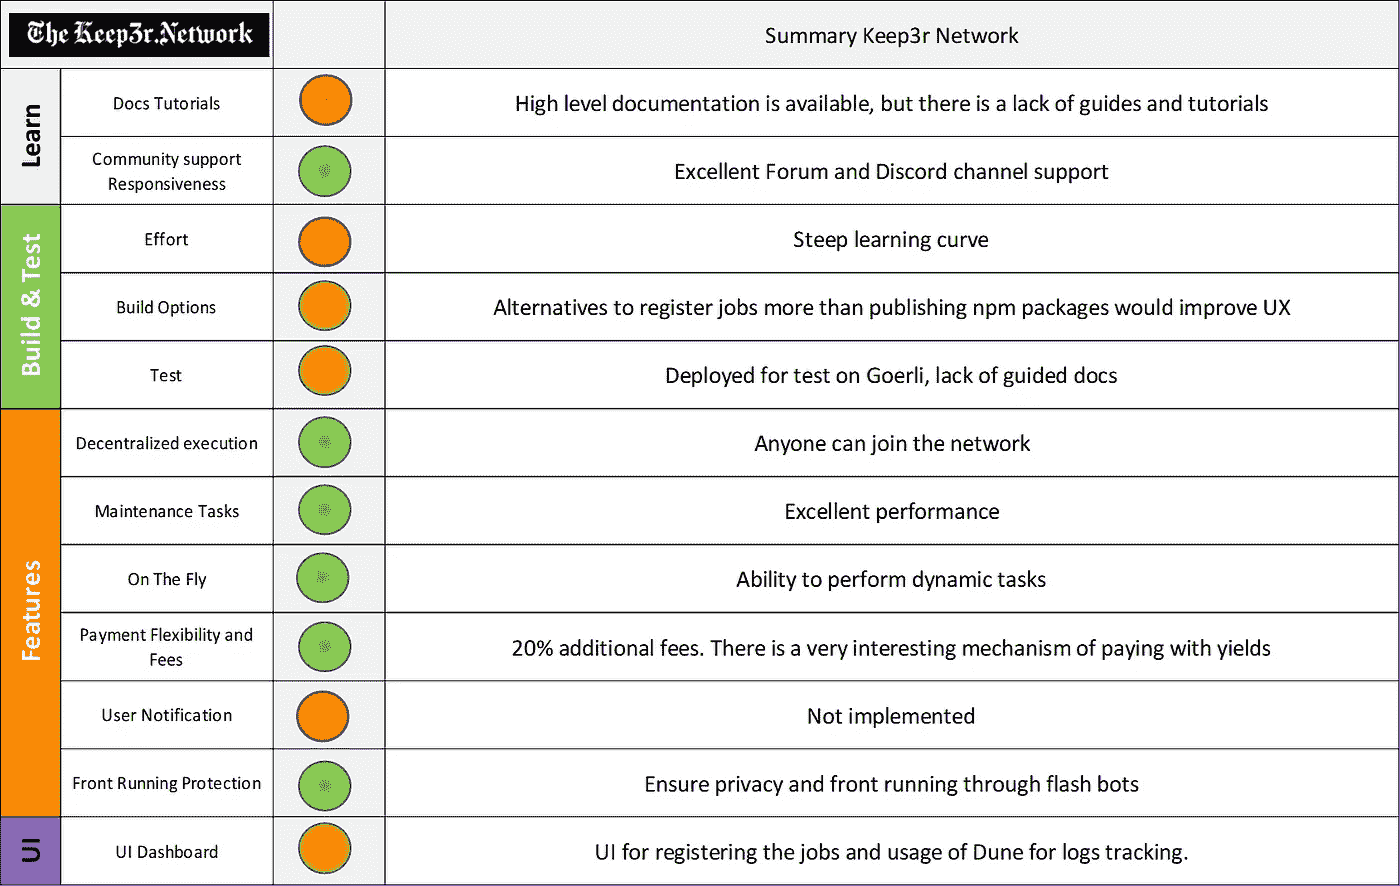 The Keep3r.Network
Summary Keep3r Network
Learn
Docs Tutorials
High level documentation is available, but there is a lack of guides and tutorials
Community support
Responsiveness
Excellent Forum and Discord channel support
Build & Test
Effort
Steep learning curve
Build Options
Alternatives to register jobs more than publishing npm packages would improve UX
Test
Deployed for test on Goerli, lack of guided docs
Features
Decentralized execution
Anyone can join the network
Maintenance Tasks
Excellent performance
On The Fly
Ability to perform dynamic tasks
Payment Flexibility and
Fees
20% additional fees. There is a very interesting mechanism of paying with yields
User Notification
Not implemented
Front Running Protection
Ensure privacy and front running through flash bots
UI
UI Dashboard
UI for registering the jobs and usage of Dune for logs tracking.